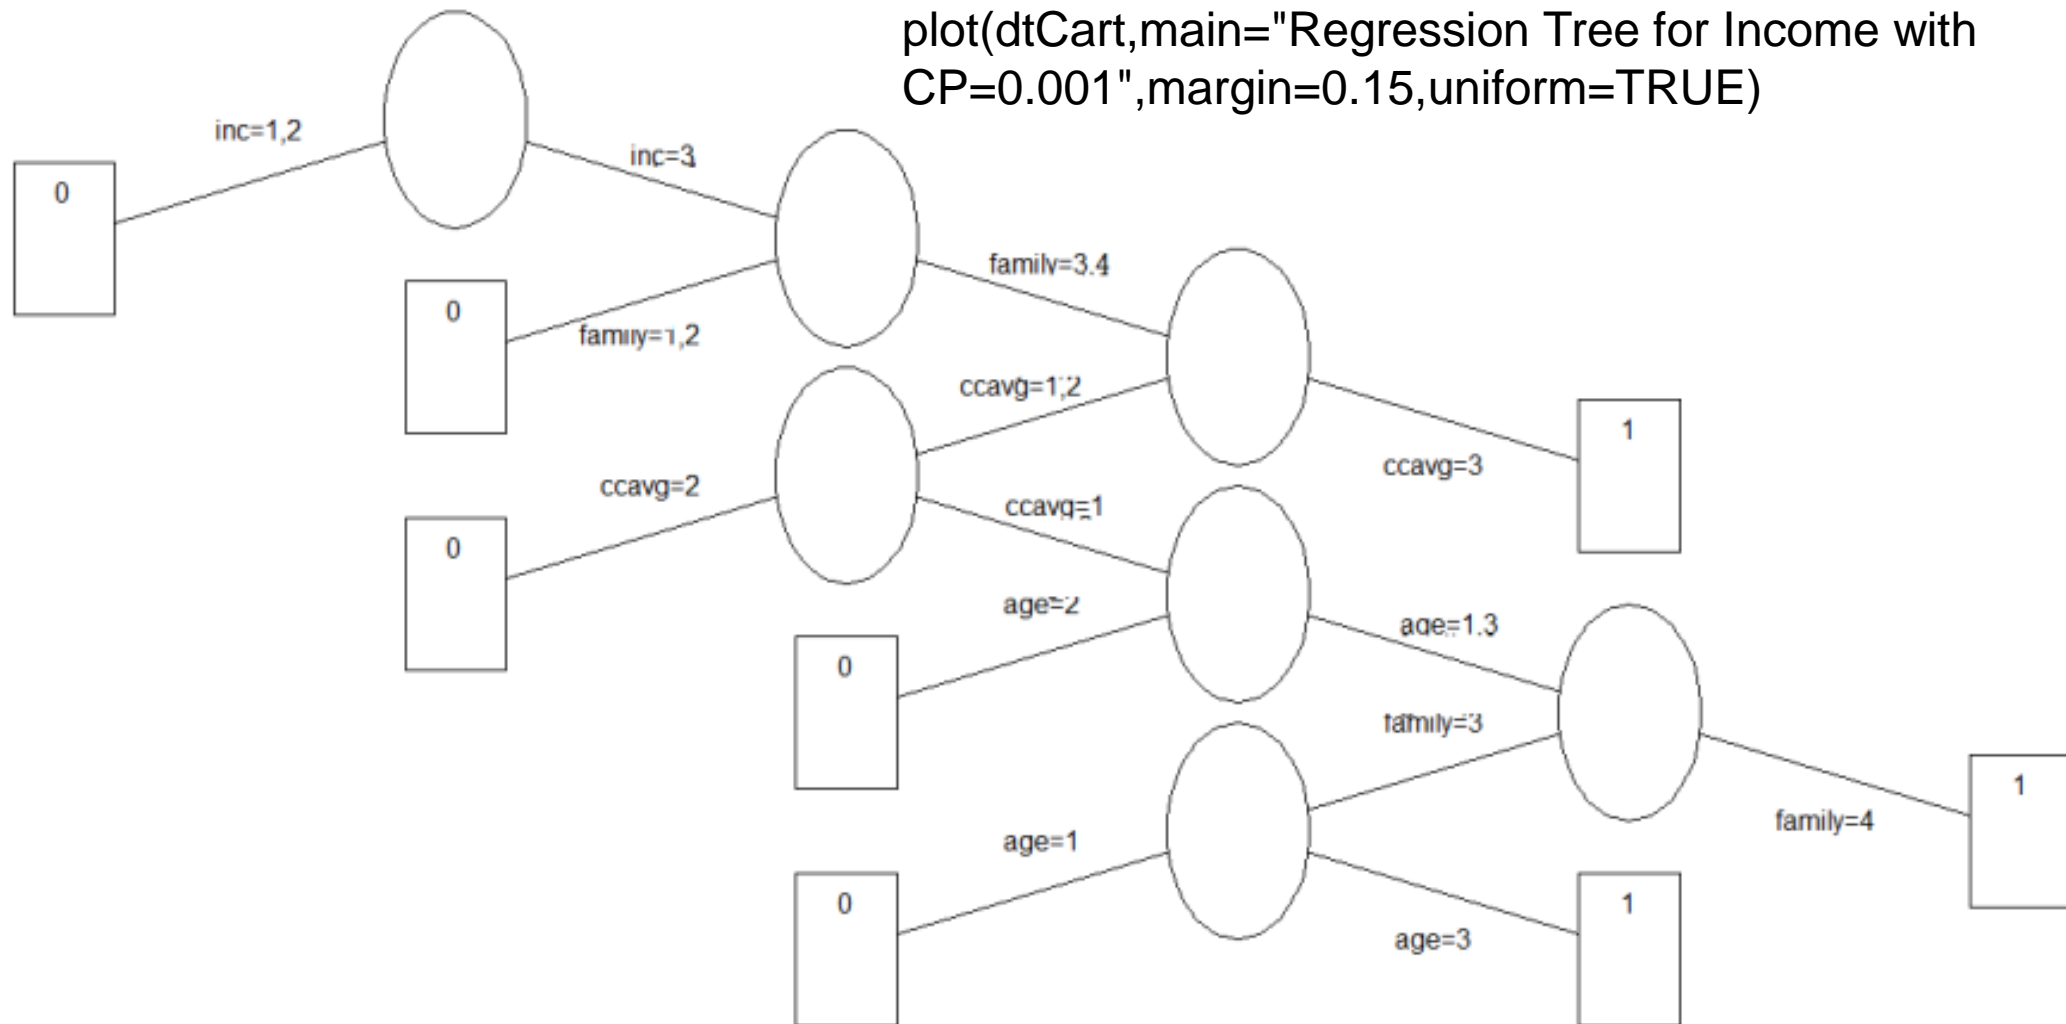 plot(dtCart,main="Regression Tree for Income with
CP=0.001",margin=0.15,uniform=TRUE)
inc=1,2
inc=3
0
family=3,4
0
family=1,2
ccavg=1,2
1
ccavg=3
ccavg=2
ccavg=1
0
age=2
age=1,3
0
family=3
1
family=4
age=1
0
1
age=3